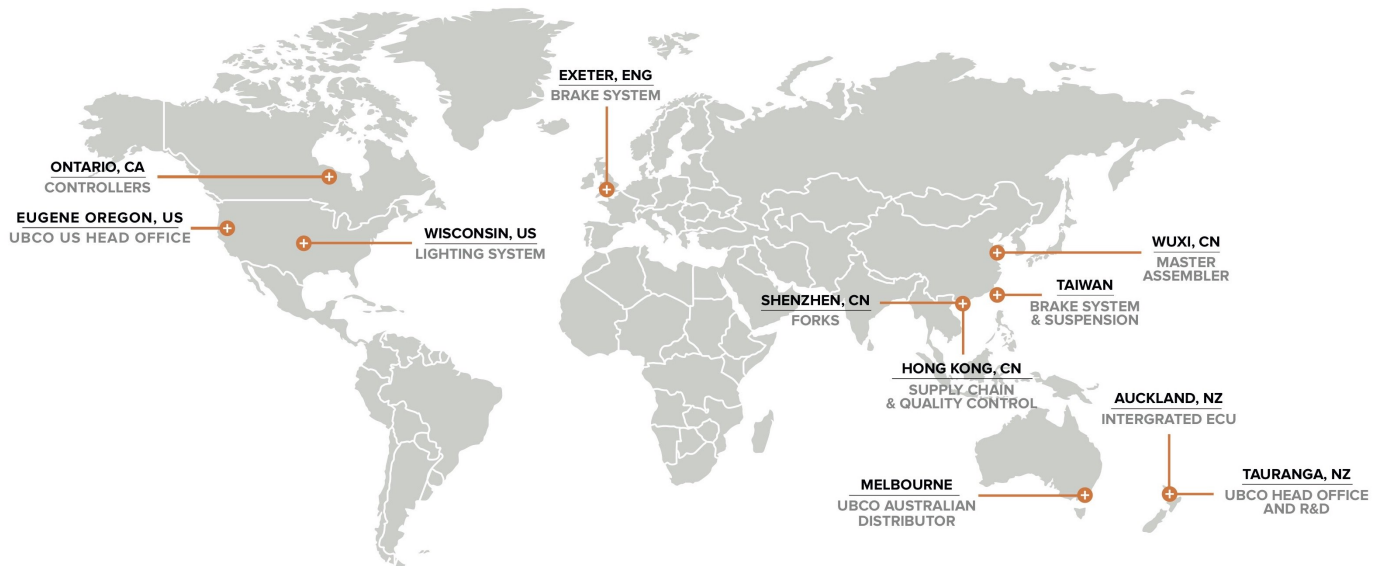 EXETER, ENG
BRAKE SYSTEM
ONTARIO, CA
CONTROLLERS
EUGENE OREGON, US
UBCO US HEAD OFFICE
WISCONSIN, US
LIGHTING SYSTEM
WUXI, CN
MASTER
ASSEMBLER
TAIWAN
BRAKE SYSTEM
& SUSPENSION
SHENZHEN, CN
FORKS
HONG KONG, CN
SUPPLY CHAIN
& QUALITY CONTROL
AUCKLAND, NZ
INTERGRATED ECU
TAURANGA, NZ
UBCO HEAD OFFICE
AND R&D
MELBOURNE
UBCO AUSTRALIAN
DISTRIBUTOR